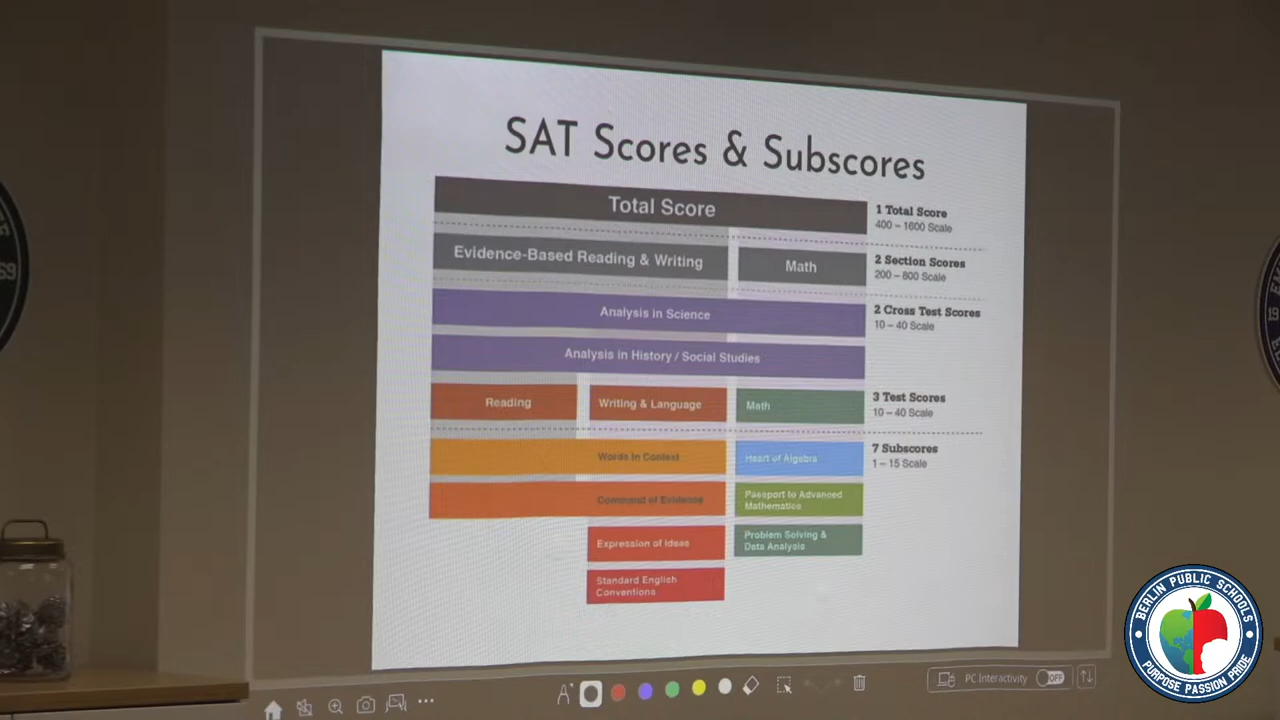 SAT Scores & Subscores
Total Score
1 Total Score
400 – 1600 Scale
Evidence-Based Reading & Writing
Math
2 Section Scores
200 – 800 Scale
Analysis in Science
2 Cross Test Scores
10 – 40 Scale
Analysis in History / Social Studies
Reading
Writing & Language
Math
3 Test Scores
10 – 40 Scale
Words in Context
Heart of Algebra
7 Subscores
1 – 15 Scale
Command of Evidence
Passport to Advanced
Mathematics
Expression of Ideas
Problem Solving &
Data Analysis
Standard English
Conventions
PC Interactivity
OFF
BERLIN PUBLIC SCHOOLS
PURPOSE PASSION PRIDE